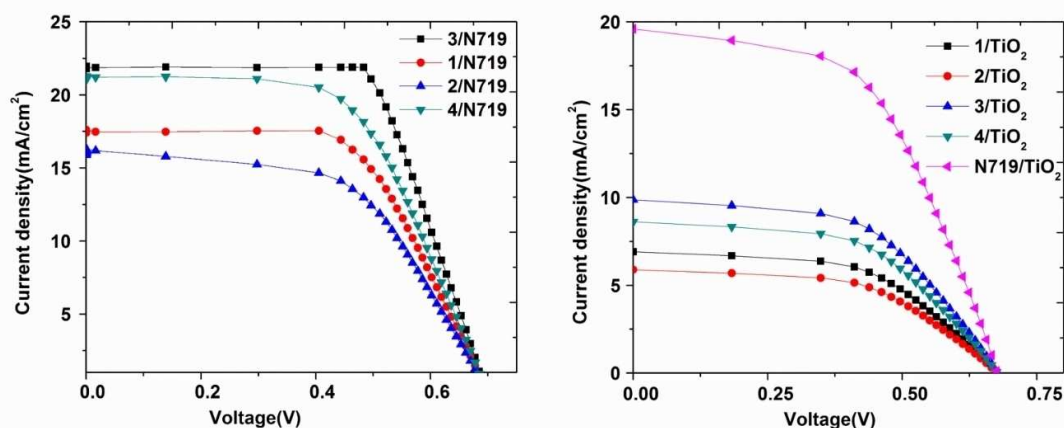 Current density(mA/cm²)
25
20
15
10
5
3/N719
1/N719
2/N719
4/N719
0.0 0.2 0.4 0.6
Voltage(V)
Current density(mA/cm²)
20
15
10
5
0
1/TiO₂
2/TiO₂
3/TiO₂
4/TiO₂
N719/TiO₂
0.00 0.25 0.50 0.75
Voltage(V)